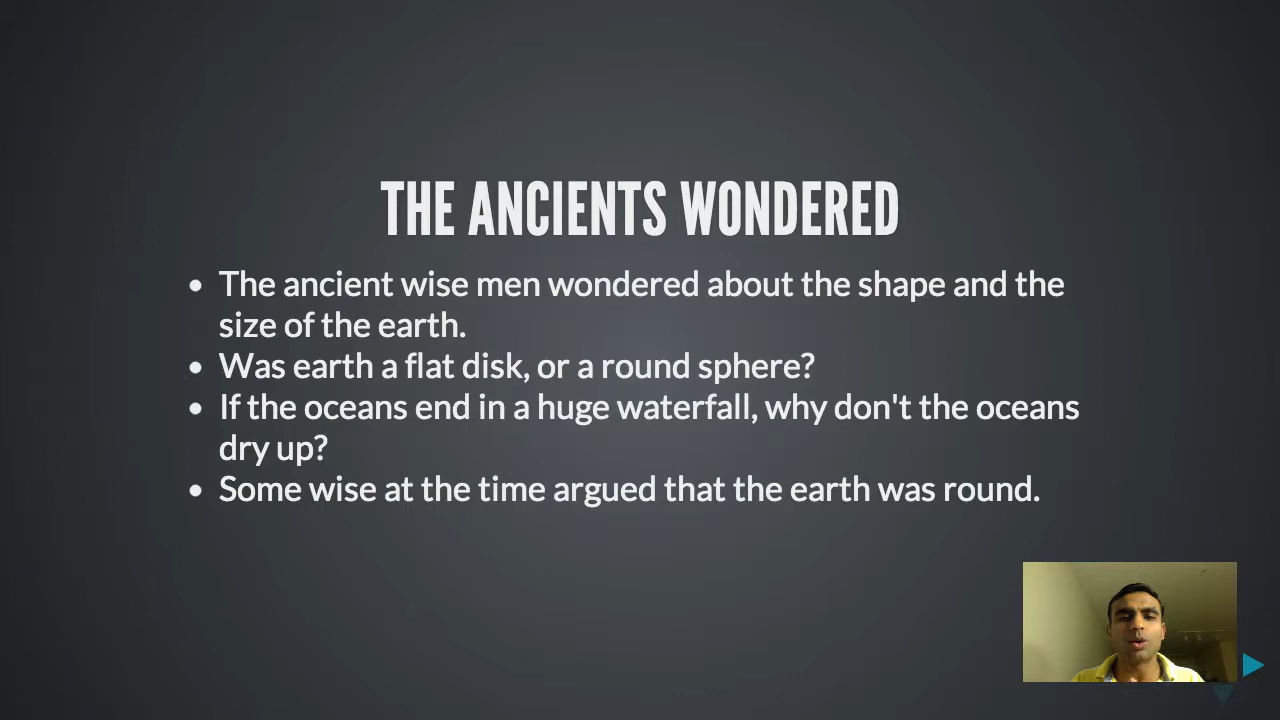 THE ANCIENTS WONDERED
• The ancient wise men wondered about the shape and the
size of the earth.
• Was earth a flat disk, or a round sphere?
• If the oceans end in a huge waterfall, why don't the oceans
dry up?
• Some wise at the time argued that the earth was round.